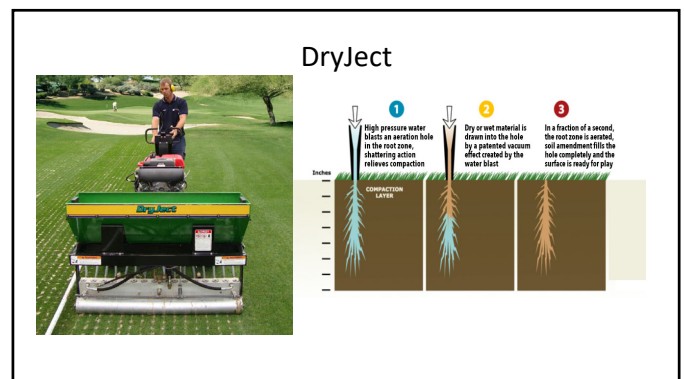 DryJect
DryJect
1
High pressure water
blasts an aeration hole
in the root zone,
shattering action
relieves compaction
2
Dry or wet material is
drawn into the hole
by a patented vacuum
effect created by the
water blast
3
In a fraction of a second,
the root zone is aerated,
soil amendment fills the
hole completely and the
surface is ready for play
Inches
COMPACTION
LAYER